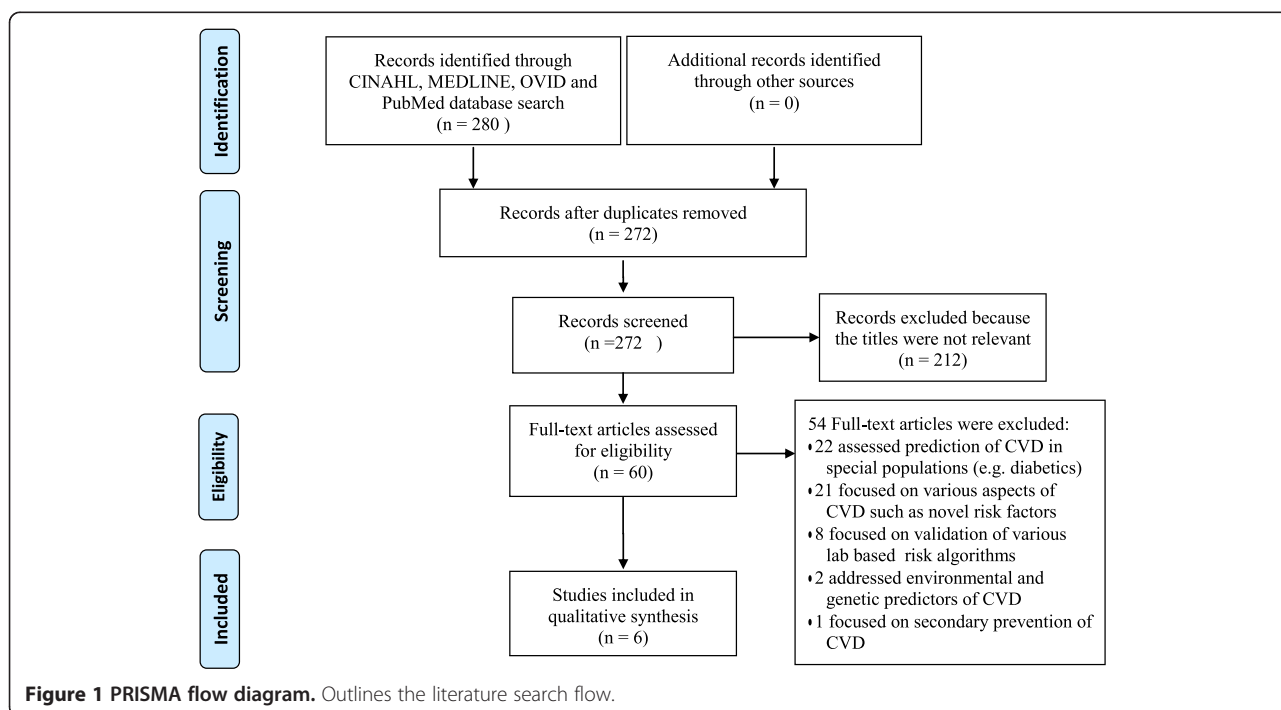 Identification
Records identified through
CINAHL, MEDLINE, OVID and
PubMed database search
(n = 280 )
Additional records identified
through other sources
(n = 0)
Screening
Records after duplicates removed
(n = 272)
Records screened
(n =272 )
Records excluded because
the titles were not relevant
(n = 212)
Eligibility
Full-text articles assessed
for eligibility
(n = 60)
54 Full-text articles were excluded:
•22 assessed prediction of CVD in
special populations (e.g. diabetics)
•21 focused on various aspects of
CVD such as novel risk factors
•8 focused on validation of various
lab based risk algorithms
•2 addressed environmental and
genetic predictors of CVD
•1 focused on secondary prevention of
CVD
Included
Studies included in
qualitative synthesis
(n = 6)
Figure 1 PRISMA flow diagram. Outlines the literature search flow.